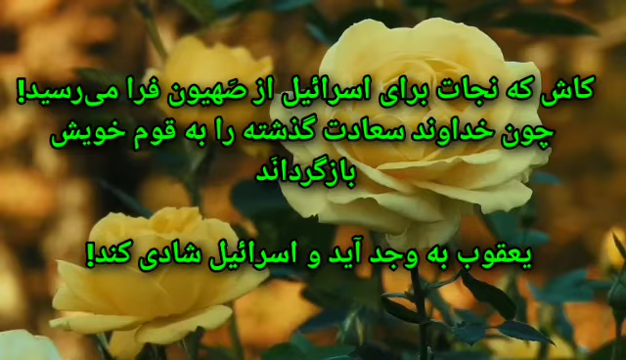 کاش که نجات برای اسرائیل از صَهیون فرا می‌رسید!
چون خداوند سعادت گذشته را به قوم خویش
بازگردانَد
یعقوب به وجد آید و اسرائیل شادی کند!